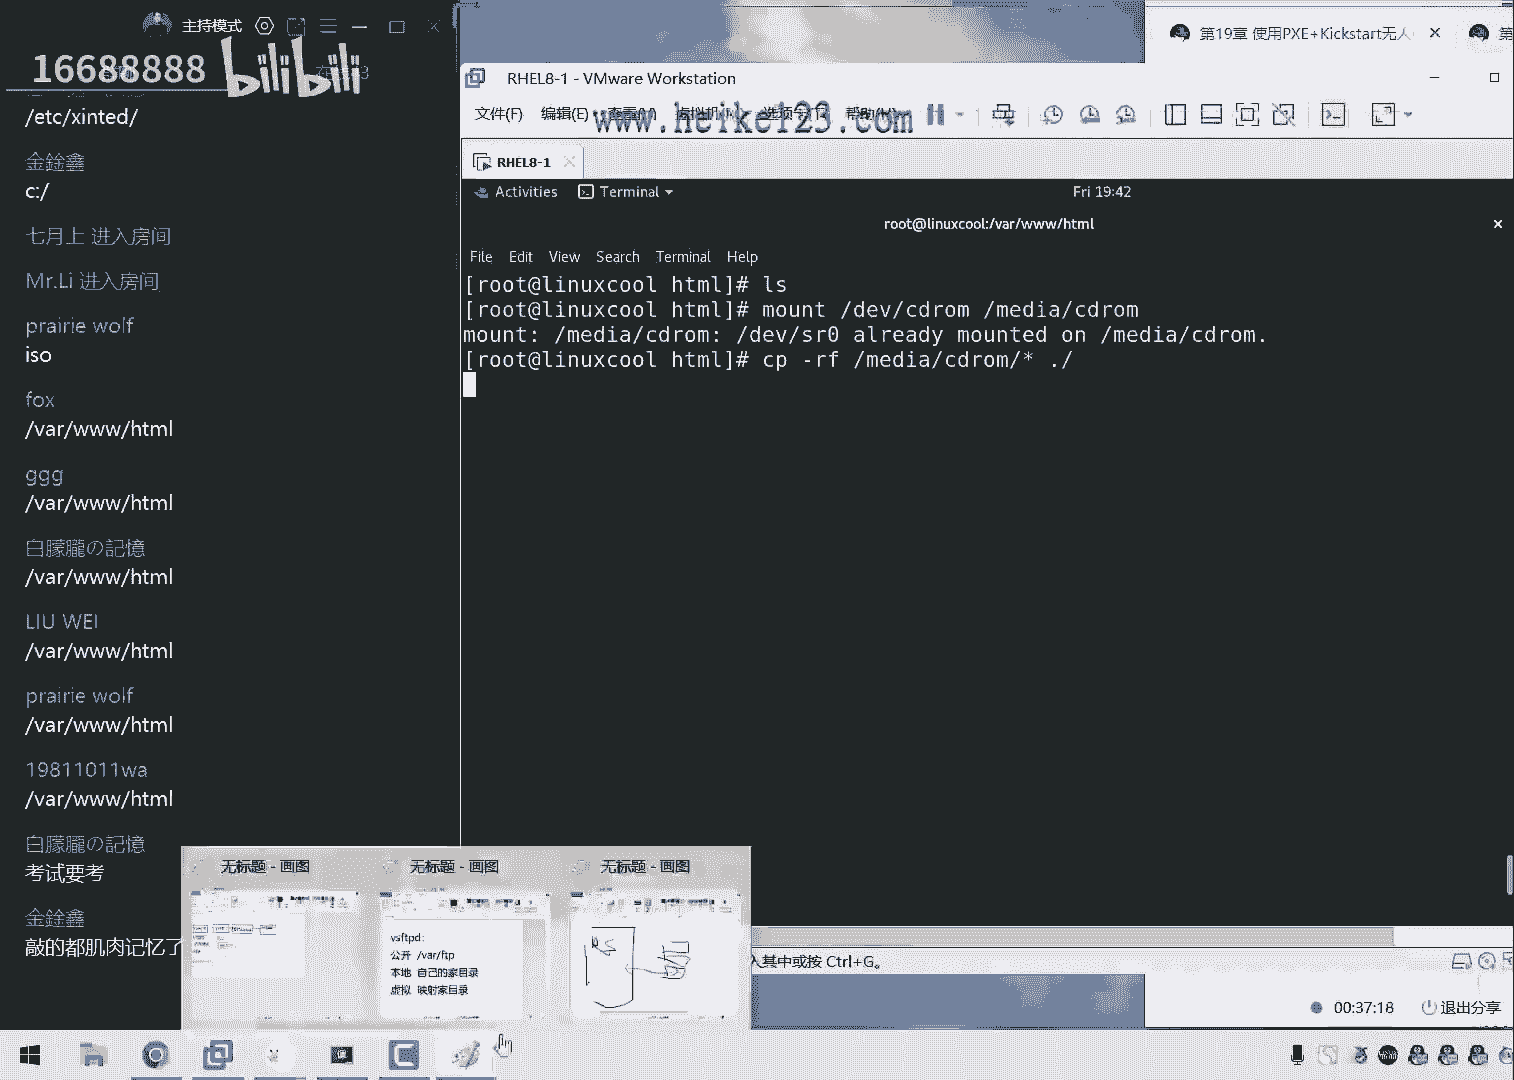 主持模式
16688888 bilibili
/etc/xinted/
金銓鑫
c:/
七月上 进入房间
Mr.Li 进入房间
prairie wolf
iso
fox
/var/www/html
ggg
/var/www/html
白朦朧の記憶
/var/www/html
LIU WEI
/var/www/html
prairie wolf
/var/www/html
19811011wa
/var/www/html
白朦朧の記憶
考试要考
金銓鑫
敲的都肌肉记忆了
第19章 使用PXE+Kickstart无人
第
RHEL8-1 - VMware Workstation
文件(F) 编辑(E) 查看(V) 虚拟机(M) 选项卡(T) 帮助(H)
www.heike123.com
RHEL8-1
Activities Terminal Fri 19:42
root@linuxcool:/var/www/html
File Edit View Search Terminal Help
[root@linuxcool html]# ls
[root@linuxcool html]# mount /dev/cdrom /media/cdrom
mount: /media/cdrom: /dev/sr0 already mounted on /media/cdrom.
[root@linuxcool html]# cp -rf /media/cdrom/* ./
无标题 - 画图 无标题 - 画图 无标题 - 画图
vsftpd:
公开 /var/ftp
本地 自己的家目录
虚拟 映射家目录
入其中或按 Ctrl+G。
00:37:18 退出分享